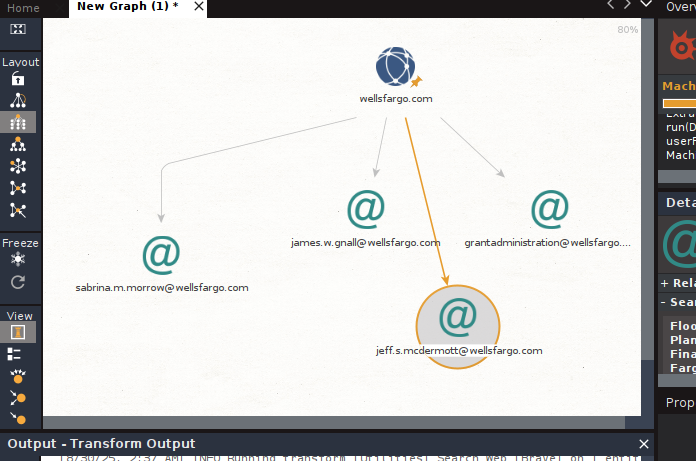 Home
New Graph (1) *
Overv
80%
Layout
wellsfargo.com
Mach
Extra
run(D
userF
Mach
james.w.gnall@wellsfargo.com
grantadministration@wellsfargo....
Deta
Freeze
sabrina.m.morrow@wellsfargo.com
+ Rela
- Sear
View
Floo
Plan
Fina
Farg
jeff.s.mcdermott@wellsfargo.com
Prop
Output - Transform Output